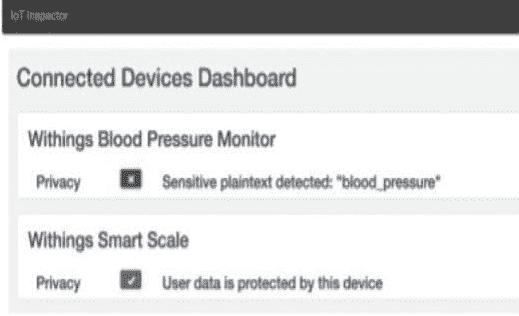 IoT Inspector
Connected Devices Dashboard
Withings Blood Pressure Monitor
Privacy Sensitive plaintext detected: "blood_pressure"
Withings Smart Scale
Privacy User data is protected by this device